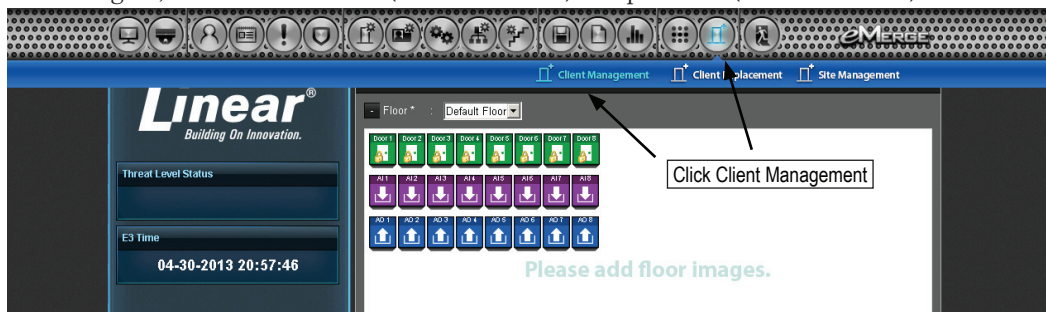 eMERGE
Client Management Client Replacement Site Management
Linear®
Building On Innovation.
- Floor * : Default Floor
Door 1 Door 2 Door 3 Door 4 Door 5 Door 6 Door 7 Door 8
Threat Level Status
AI 1 AI 2 AI 3 AI 4 AI 5 AI 6 AI 7 AI 8
Click Client Management
AO 1 AO 2 AO 3 AO 4 AO 5 AO 6 AO 7 AO 8
E3 Time
04-30-2013 20:57:46
Please add floor images.